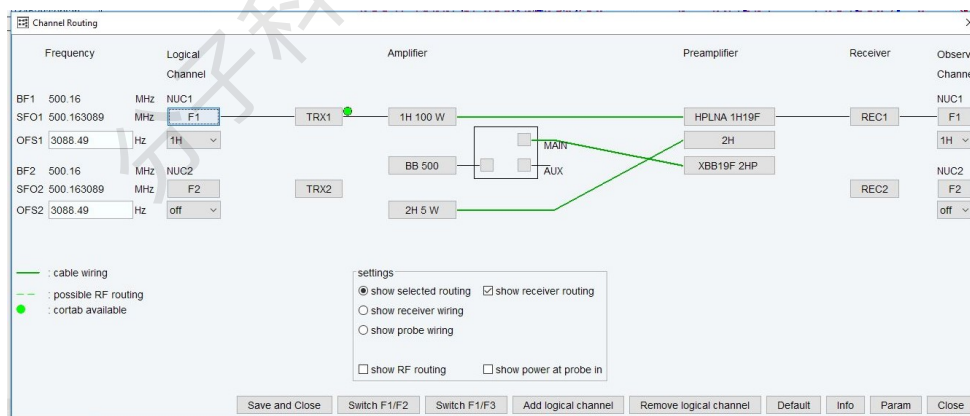 Channel Routing
Frequency Logical Amplifier Preamplifier Receiver Observ
Channel Channe
BF1 500.16 MHz NUC1 NUC1
SFO1 500.163089 MHz F1 TRX1 1H 100 W HPLNA 1H19F REC1 F1
OFS1 3088.49 Hz 1H MAIN 2H 1H
BF2 500.16 MHz NUC2 BB 500 AUX XBB19F 2HP NUC2
SFO2 500.163089 MHz F2 TRX2 REC2 F2
OFS2 3088.49 Hz off 2H 5 W off
: cable wiring
: possible RF routing
: cortab available
settings
show selected routing show receiver routing
show receiver wiring
show probe wiring
show RF routing show power at probe in
Save and Close Switch F1/F2 Switch F1/F3 Add logical channel Remove logical channel Default Info Param Close
分子科